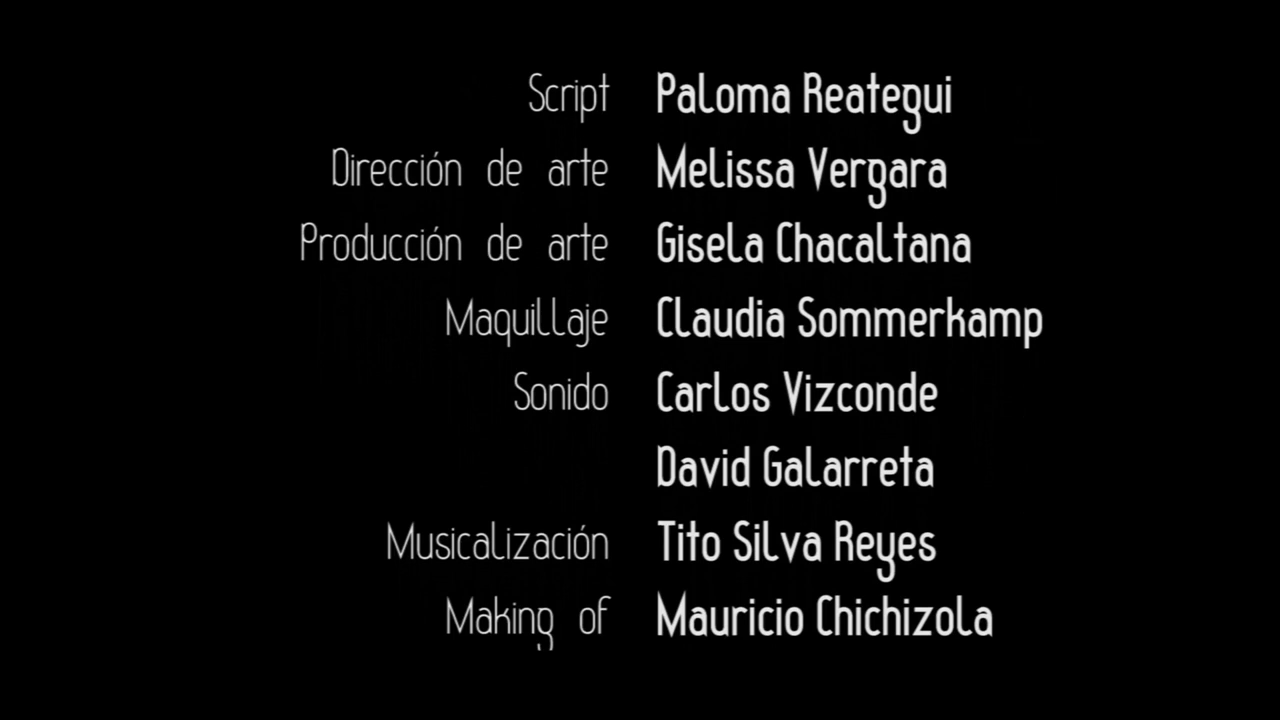 Script Paloma Reategui
Dirección de arte Melissa Vergara
Producción de arte Gisela Chacaltana
Maquillaje Claudia Sommerkamp
Sonido Carlos Vizconde
David Galarreta
Musicalización Tito Silva Reyes
Making of Mauricio Chichizola